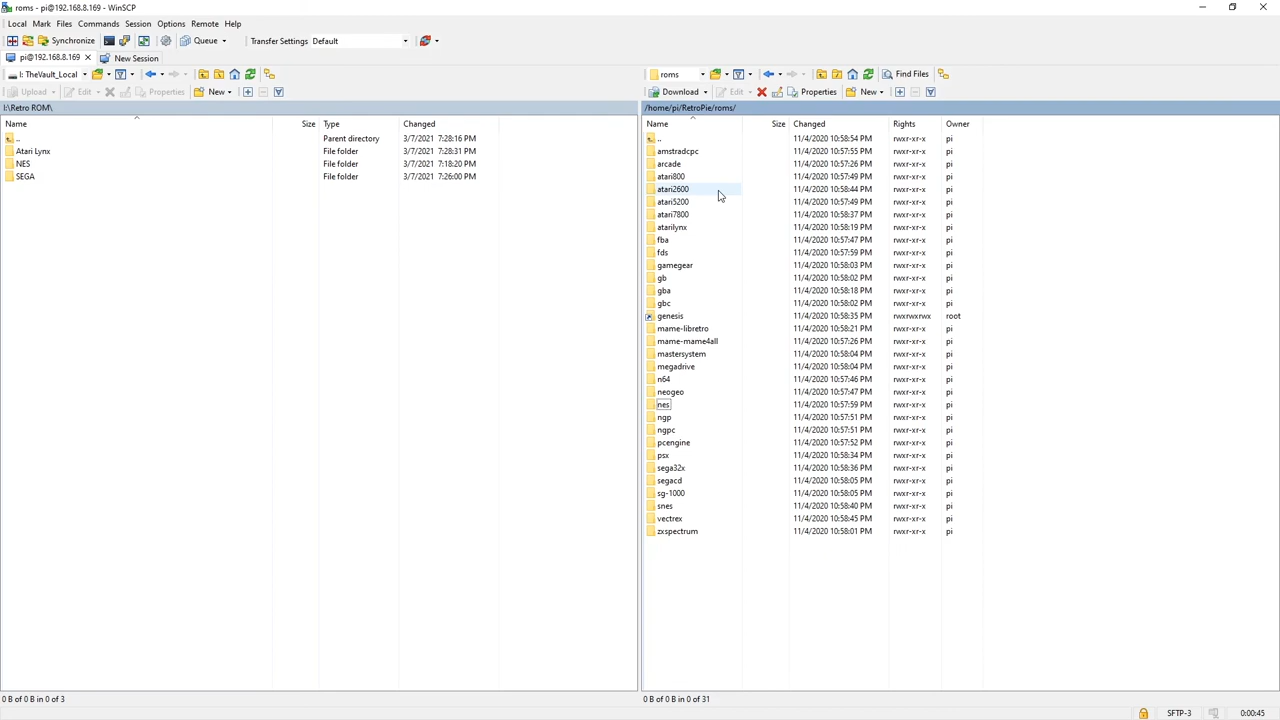 roms - pi@192.168.8.169 - WinSCP
Local Mark Files Commands Session Options Remote Help
Synchronize Queue Transfer Settings Default
pi@192.168.8.169 New Session
I: TheVault_Local
roms Find Files
Upload Edit Properties New
Download Edit Properties New
I:\Retro ROM\
/home/pi/RetroPie/roms/
Name Size Type Changed
.. Parent directory 3/7/2021 7:28:16 PM
Atari Lynx File folder 3/7/2021 7:28:31 PM
NES File folder 3/7/2021 7:18:20 PM
SEGA File folder 3/7/2021 7:26:00 PM
Name Size Changed Rights Owner
.. 11/4/2020 10:58:54 PM rwxr-xr-x pi
amstradcpc 11/4/2020 10:57:55 PM rwxr-xr-x pi
arcade 11/4/2020 10:57:26 PM rwxr-xr-x pi
atari800 11/4/2020 10:57:49 PM rwxr-xr-x pi
atari2600 11/4/2020 10:58:44 PM rwxr-xr-x pi
atari5200 11/4/2020 10:57:49 PM rwxr-xr-x pi
atari7800 11/4/2020 10:58:37 PM rwxr-xr-x pi
atarilynx 11/4/2020 10:58:19 PM rwxr-xr-x pi
fba 11/4/2020 10:57:47 PM rwxr-xr-x pi
fds 11/4/2020 10:57:59 PM rwxr-xr-x pi
gamegear 11/4/2020 10:58:03 PM rwxr-xr-x pi
gb 11/4/2020 10:58:02 PM rwxr-xr-x pi
gba 11/4/2020 10:58:18 PM rwxr-xr-x pi
gbc 11/4/2020 10:58:02 PM rwxr-xr-x pi
genesis 11/4/2020 10:58:35 PM rwxrwxrwx root
mame-libretro 11/4/2020 10:58:21 PM rwxr-xr-x pi
mame-mame4all 11/4/2020 10:57:26 PM rwxr-xr-x pi
mastersystem 11/4/2020 10:58:04 PM rwxr-xr-x pi
megadrive 11/4/2020 10:58:04 PM rwxr-xr-x pi
n64 11/4/2020 10:57:46 PM rwxr-xr-x pi
neogeo 11/4/2020 10:57:47 PM rwxr-xr-x pi
nes 11/4/2020 10:57:59 PM rwxr-xr-x pi
ngp 11/4/2020 10:57:51 PM rwxr-xr-x pi
ngpc 11/4/2020 10:57:51 PM rwxr-xr-x pi
pcengine 11/4/2020 10:57:52 PM rwxr-xr-x pi
psx 11/4/2020 10:58:34 PM rwxr-xr-x pi
sega32x 11/4/2020 10:58:36 PM rwxr-xr-x pi
segacd 11/4/2020 10:58:05 PM rwxr-xr-x pi
sg-1000 11/4/2020 10:58:05 PM rwxr-xr-x pi
snes 11/4/2020 10:58:40 PM rwxr-xr-x pi
vectrex 11/4/2020 10:58:45 PM rwxr-xr-x pi
zxspectrum 11/4/2020 10:58:01 PM rwxr-xr-x pi
0 B of 0 B in 0 of 3
0 B of 0 B in 0 of 31
SFTP-3 0:00:45